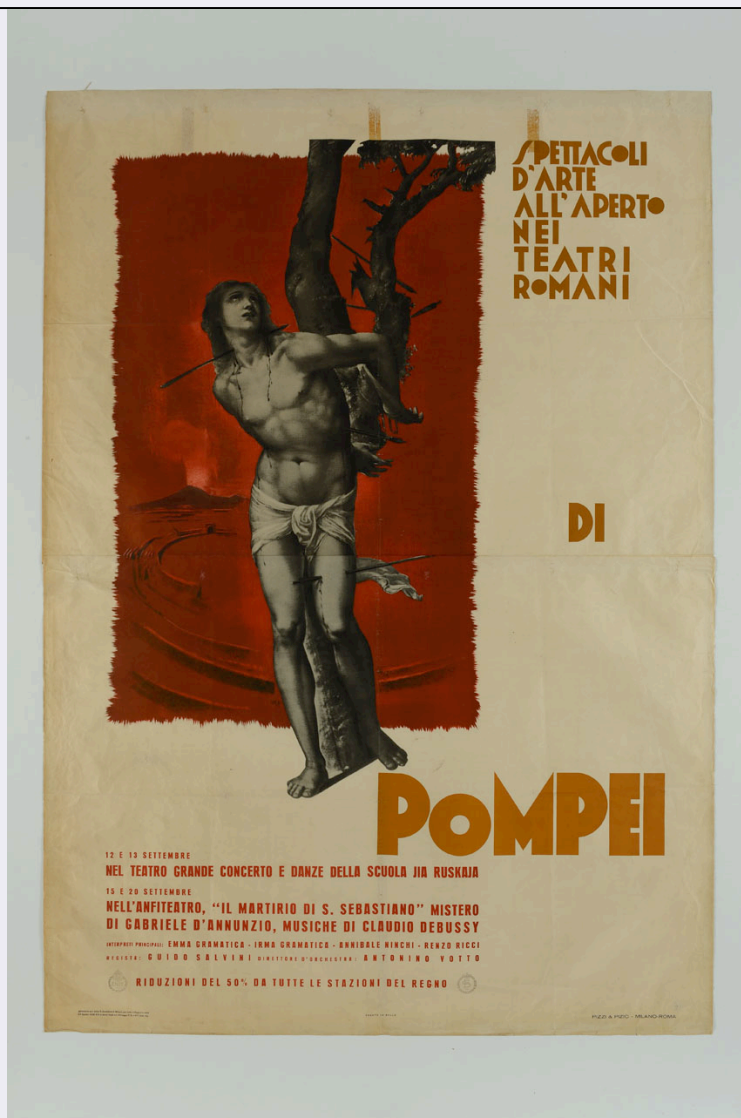 SPETTACOLI
D'ARTE
ALL'APERTO
NEI
TEATRI
ROMANI
DI
POMPEI
12 E 13 SETTEMBRE
NEL TEATRO GRANDE CONCERTO E DANZE DELLA SCUOLA JIA RUSKAJA
15 E 20 SETTEMBRE
NELL'ANFITEATRO, "IL MARTIRIO DI S. SEBASTIANO" MISTERO
DI GABRIELE D'ANNUNZIO, MUSICHE DI CLAUDIO DEBUSSY
INTERPRETI PRINCIPALI: EMMA GRAMATICA - IRMA GRAMATICA - ANNIBALE NINCHI - RENZO RICCI
REGISTA: GUIDO SALVINI DIRETTORE D'ORCHESTRA: ANTONINO VOTTO
RIDUZIONI DEL 50% DA TUTTE LE STAZIONI DEL REGNO
PIZZI & PIZIO - MILANO-ROMA